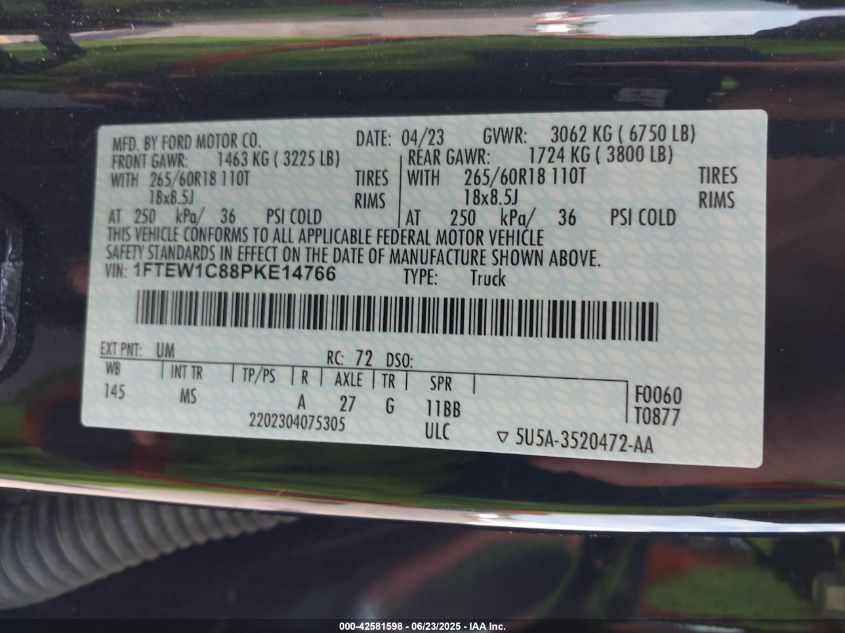 MFD. BY FORD MOTOR CO. DATE: 04/23 GVWR: 3062 KG ( 6750 LB)
FRONT GAWR: 1463 KG ( 3225 LB) REAR GAWR: 1724 KG ( 3800 LB)
WITH 265/60R18 110T TIRES WITH 265/60R18 110T TIRES
18x8.5J RIMS 18x8.5J RIMS
AT 250 kPa/ 36 PSI COLD AT 250 kPa/ 36 PSI COLD
THIS VEHICLE CONFORMS TO ALL APPLICABLE FEDERAL MOTOR VEHICLE
SAFETY STANDARDS IN EFFECT ON THE DATE OF MANUFACTURE SHOWN ABOVE.
VIN: 1FTEW1C88PKE14766 TYPE: Truck
EXT PNT: UM RC: 72 DSO:
WB INT TR TP/PS R AXLE TR SPR F0060
145 MS A 27 G 11BB T0877
2202304075305 ULC 5U5A-3520472-AA
000-42581598 - 06/23/2025 - IAA Inc.